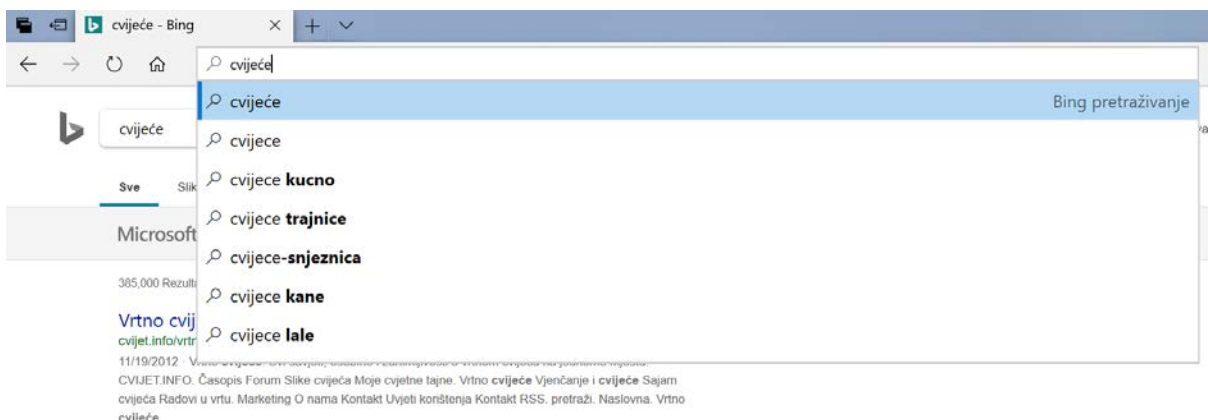 cvijeće - Bing
cvijeće
cvijeće Bing pretraživanje
cvijeće
cvijece
Sve Slik
cvijece kucno
cvijece trajnice
Microsoft
cvijece-snjeznica
385,000 Rezulta
cvijece kane
Vrtno cvij
cvijet.info/vrtn
cvijece lale
11/19/2012
CVIJET.INFO. Časopis Forum Slike cvijeća Moje cvjetne tajne. Vrtno cvijeće Vjenčanje i cvijeće Sajam
cvijeća Radovi u vrtu. Marketing O nama Kontakt Uvjeti korištenja Kontakt RSS. pretraži. Naslovna. Vrtno
cvijeće